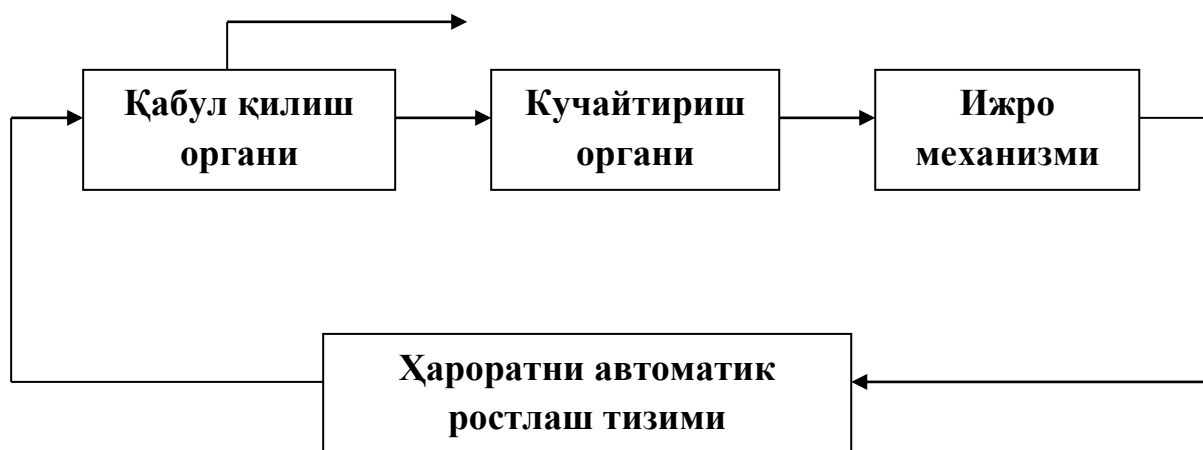 Қабул қилиш
органи
Кучайтириш
органи
Ижро
механизми
Ҳароратни автоматик
ростлаш тизими